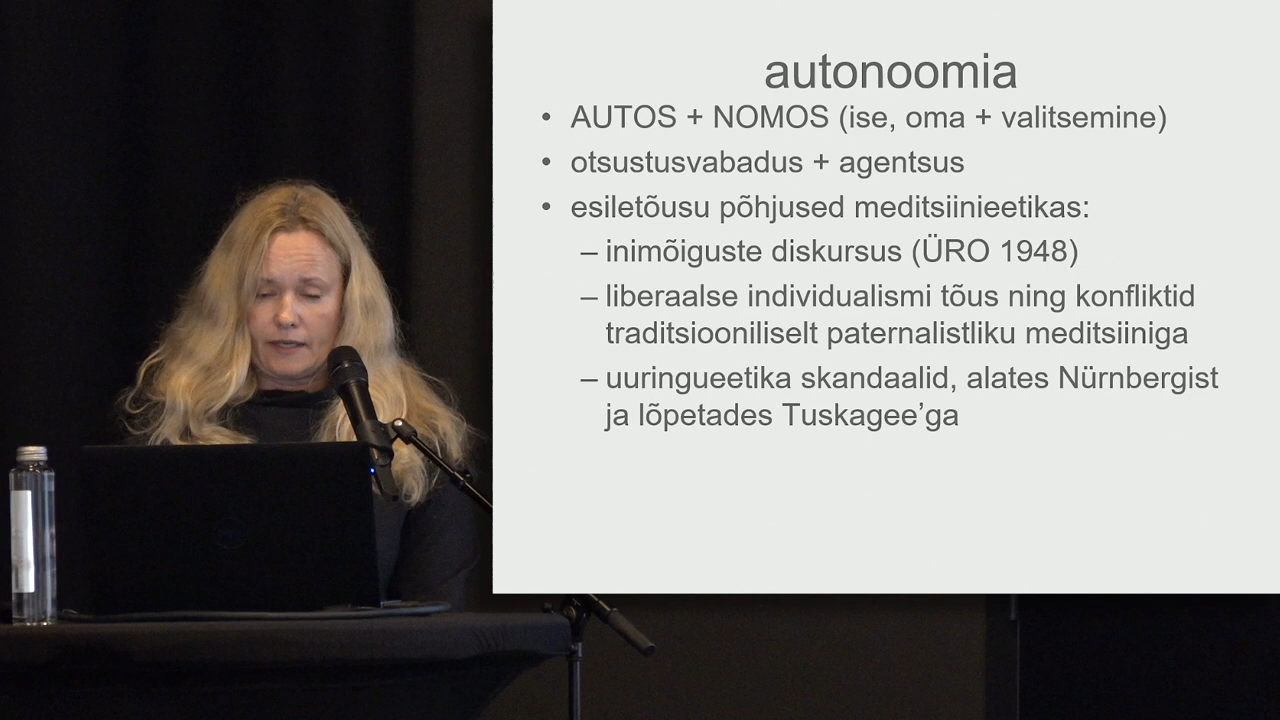 autonoomia
• AUTOS + NOMOS (ise, oma + valitsemine)
• otsustusvabadus + agentsus
• esiletõusu põhjused meditsiinieetikas:
– inimõiguste diskursus (ÜRO 1948)
– liberaalse individualismi tõus ning konfliktid
traditsiooniliselt paternalistliku meditsiiniga
– uuringueetika skandaalid, alates Nürnbergist
ja lõpetades Tuskagee’ga